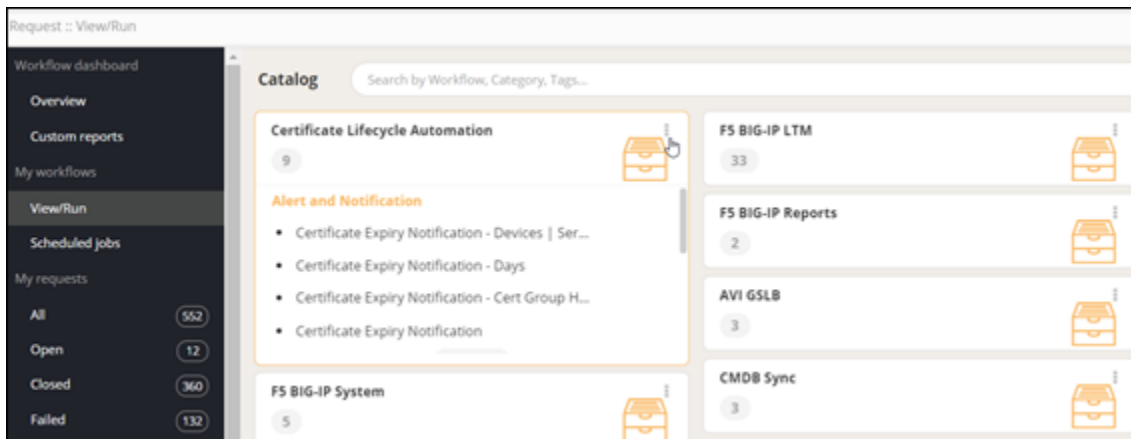 Request :: View/Run
Workflow dashboard
Overview
Custom reports
My workflows
View/Run
Scheduled jobs
My requests
All 552
Open 12
Closed 360
Failed 132
Catalog
Search by Workflow, Category, Tags...
Certificate Lifecycle Automation
9
Alert and Notification
• Certificate Expiry Notification - Devices | Ser...
• Certificate Expiry Notification - Days
• Certificate Expiry Notification - Cert Group H...
• Certificate Expiry Notification
F5 BIG-IP System
5
F5 BIG-IP LTM
33
F5 BIG-IP Reports
2
AVI GSLB
3
CMDB Sync
3